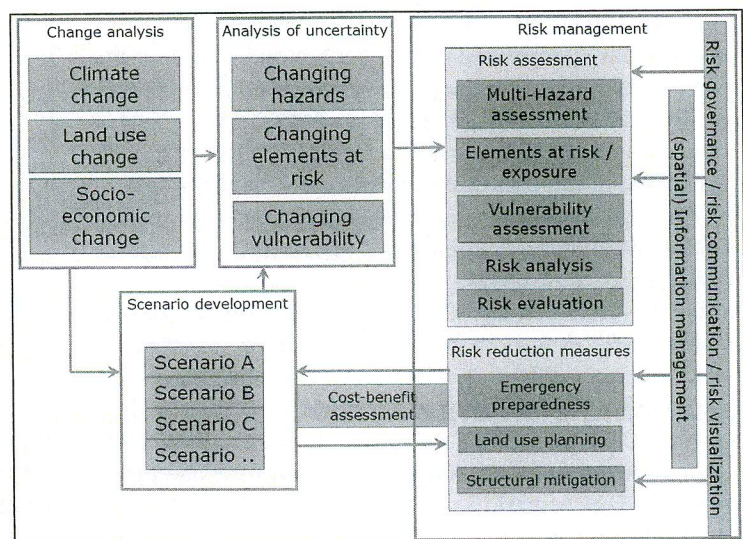 Change analysis
Climate
change
Land use
change
Socio-
economic
change
Analysis of uncertainty
Changing
hazards
Changing
elements at
risk
Changing
vulnerability
Scenario development
Scenario A
Scenario B
Scenario C
Scenario ..
Cost-benefit
assessment
Risk management
Risk assessment
Multi-Hazard
assessment
Elements at risk /
exposure
Vulnerability
assessment
Risk analysis
Risk evaluation
Risk reduction measures
Emergency
preparedness
Land use planning
Structural mitigation
(spatial) Information management
Risk governance / risk communication / risk visualization